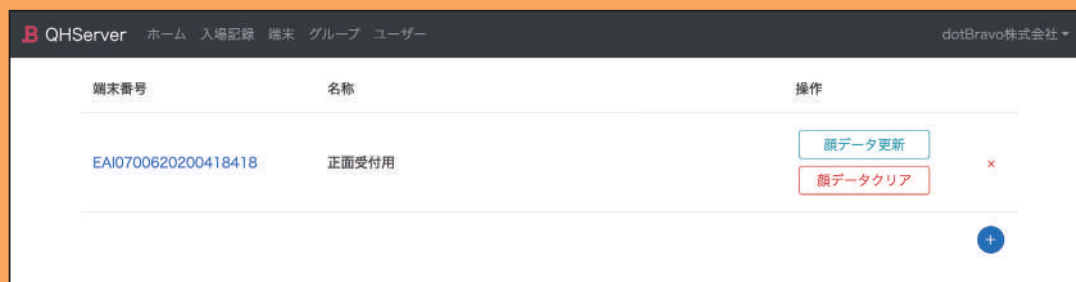 B QHServer ホーム 入場記録 端末 グループ ユーザー dotBravo株式会社
端末番号 名称 操作
顔データ更新
EAI0700620200418418 正面受付用 ×
顔データクリア
+